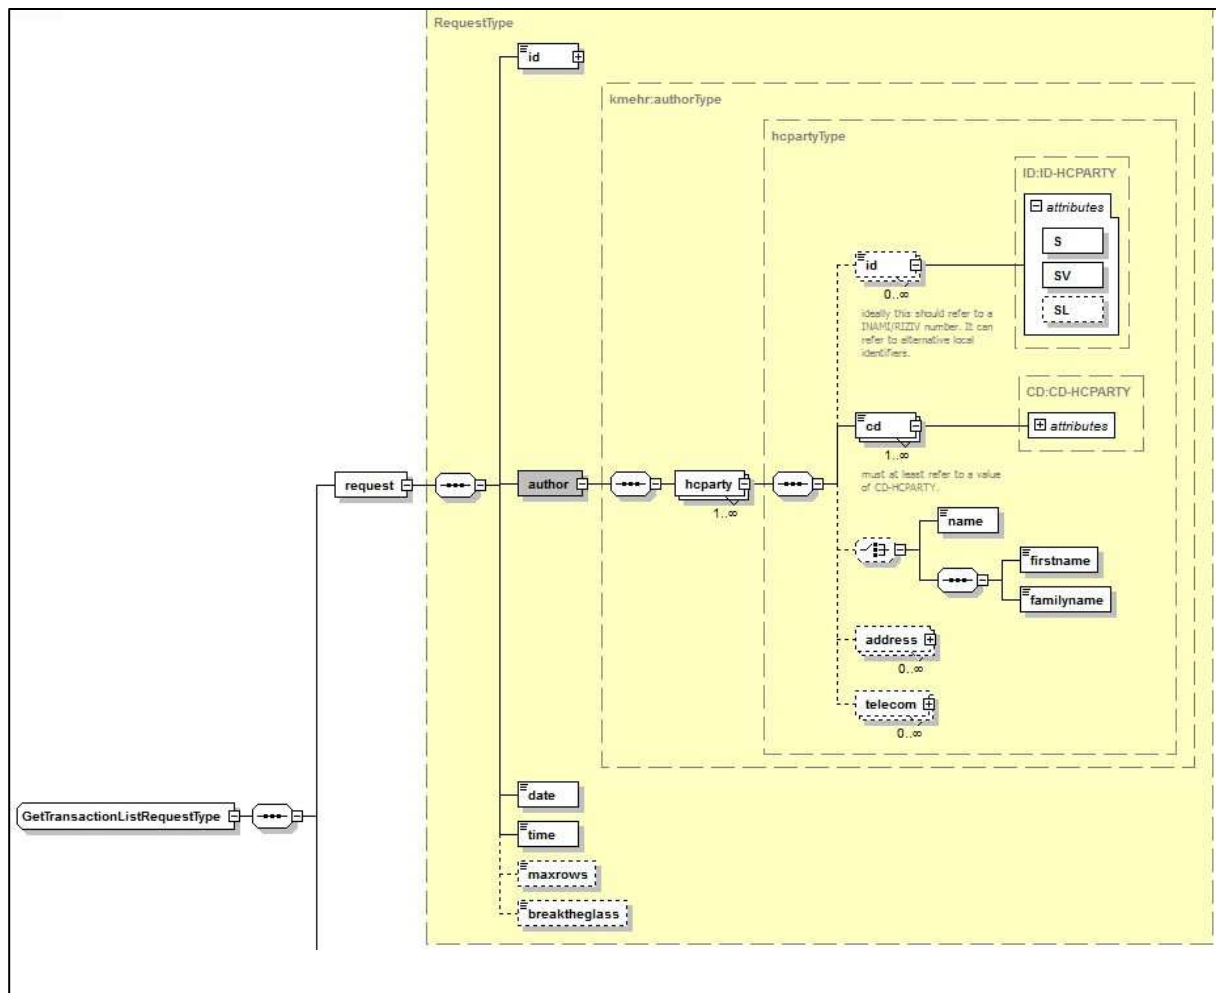 RequestType
id
kmehr:authorType
hcpartyType
ID:ID-HCPARTY
attributes
S
SV
SL
id
0..∞
ideally this should refer to a
INAMI/RIZIV number. It can
refer to alternative local
identifiers.
CD:CD-HCPARTY
cd
attributes
1..∞
must at least refer to a value
of CD-HCPARTY.
request
author
hcparty
1..∞
name
firstname
familyname
address
0..∞
telecom
0..∞
date
GetTransactionListRequestType
time
maxrows
breaktheglass